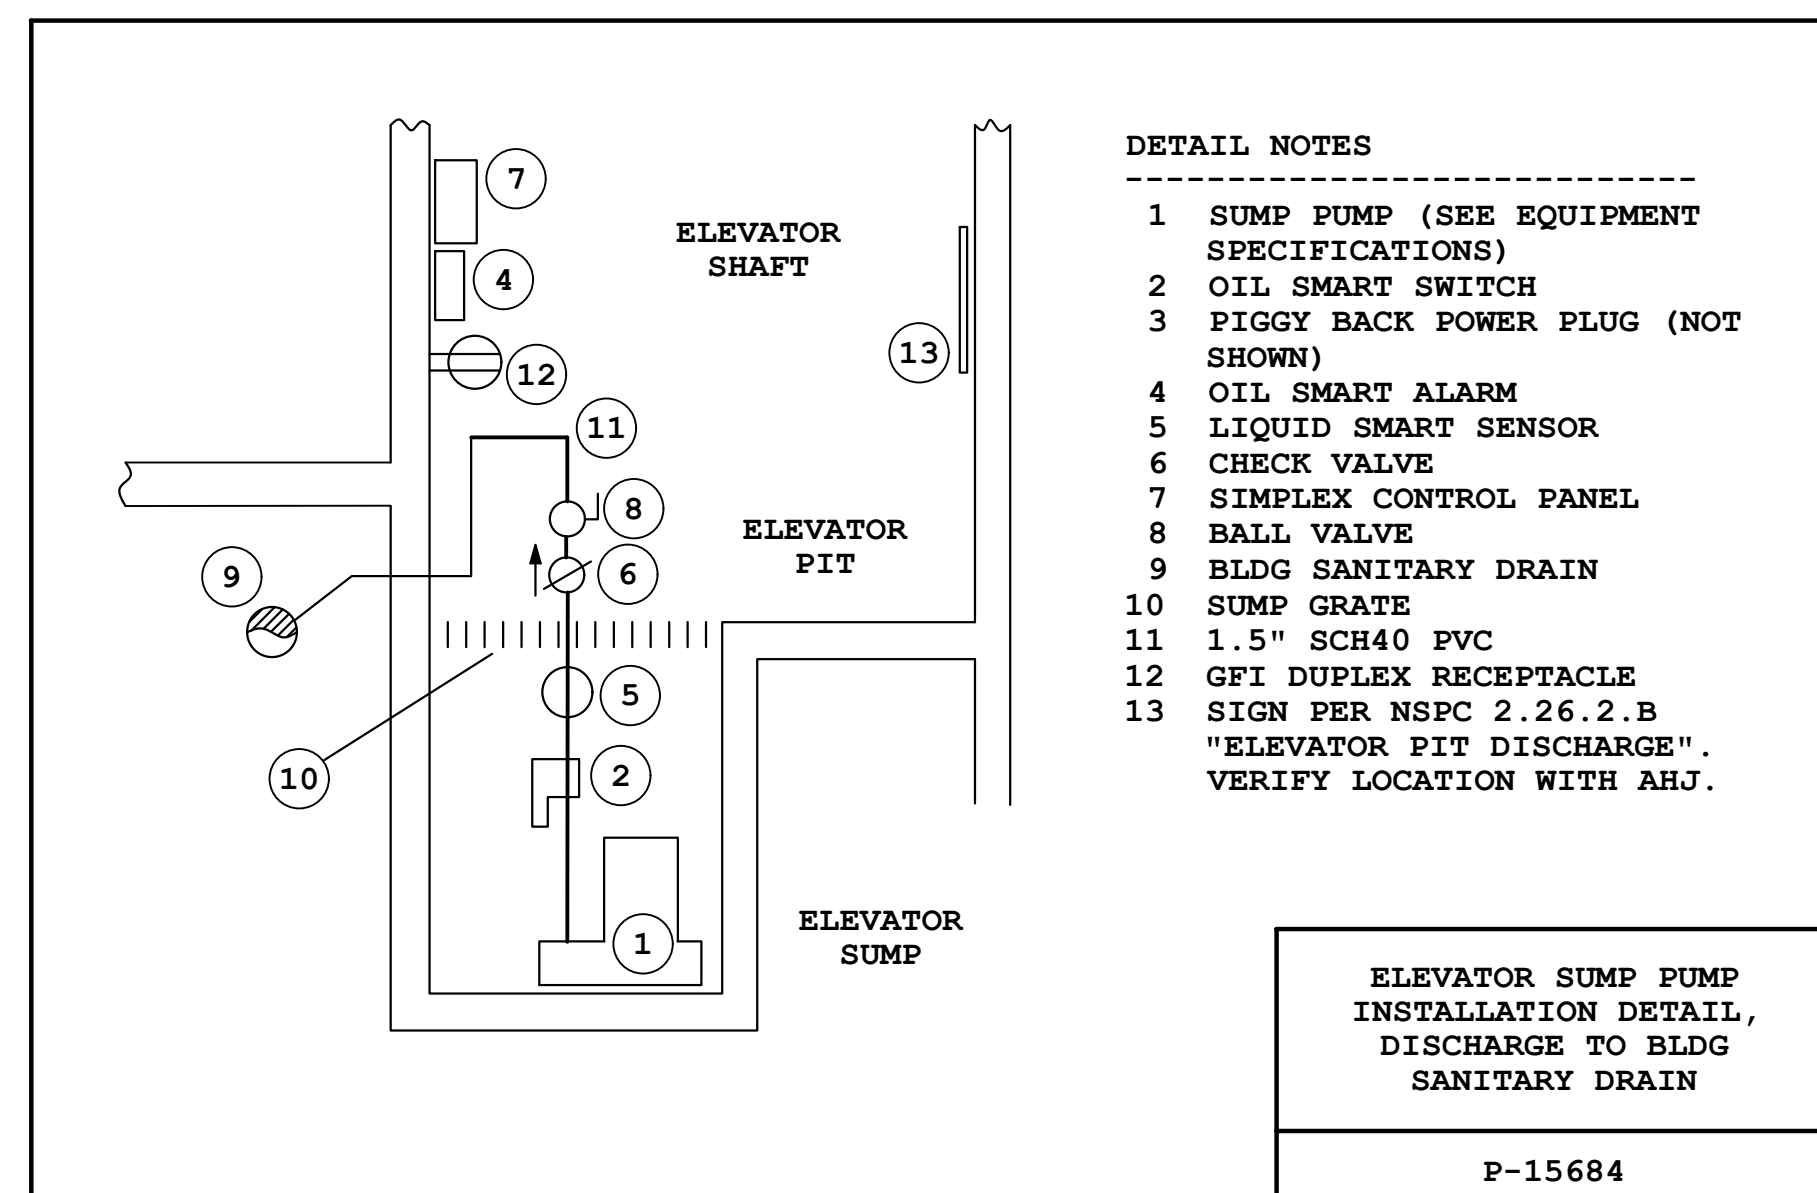 7
ELEVATOR
SHAFT
4
13
12
11
8
ELEVATOR
PIT
9
6
5
10
2
1
ELEVATOR
SUMP
DETAIL NOTES
----------------------------
1 SUMP PUMP (SEE EQUIPMENT
SPECIFICATIONS)
2 OIL SMART SWITCH
3 PIGGY BACK POWER PLUG (NOT
SHOWN)
4 OIL SMART ALARM
5 LIQUID SMART SENSOR
6 CHECK VALVE
7 SIMPLEX CONTROL PANEL
8 BALL VALVE
9 BLDG SANITARY DRAIN
10 SUMP GRATE
11 1.5" SCH40 PVC
12 GFI DUPLEX RECEPTACLE
13 SIGN PER NSPC 2.26.2.B
"ELEVATOR PIT DISCHARGE".
VERIFY LOCATION WITH AHJ.
ELEVATOR SUMP PUMP
INSTALLATION DETAIL,
DISCHARGE TO BLDG
SANITARY DRAIN
P-15684